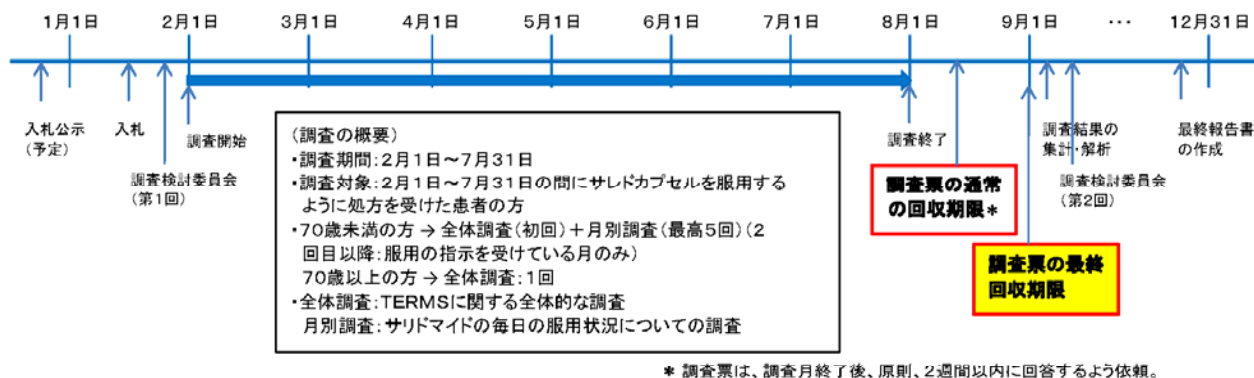 1月1日
2月1日
3月1日
4月1日
5月1日
6月1日
7月1日
8月1日
9月1日
…
12月31日
入札公示
(予定)
入札
調査検討委員会
(第1回)
調査開始
(調査の概要)
・調査期間:2月1日～7月31日
・調査対象:2月1日～7月31日の間にサレドカプセルを服用する
ように処方を受けた患者の方
・70歳未満の方 → 全体調査(初回)＋月別調査(最高5回)(2
回目以降:服用の指示を受けている月のみ)
70歳以上の方 → 全体調査:1回
・全体調査:TERMSに関する全体的な調査
月別調査:サリドマイドの毎日の服用状況についての調査
調査終了
調査票の通常
の回収期限*
調査票の最終
回収期限
調査結果の
集計・解析
調査検討委員会
(第2回)
最終報告書
の作成
* 調査票は、調査月終了後、原則、2週間以内に回答するよう依頼。